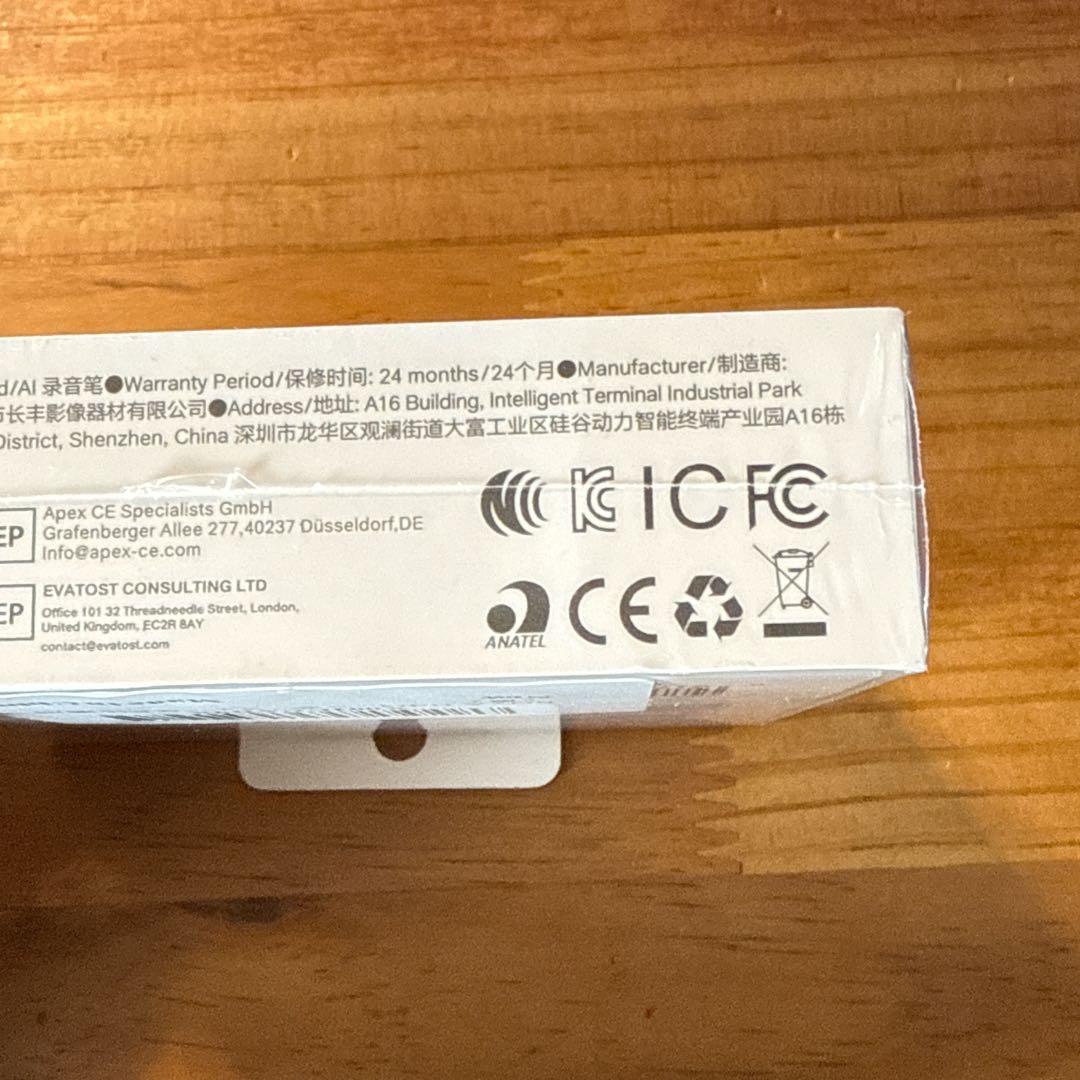 d/AI 录音笔●Warranty Period/保修时间: 24 months/24个月●Manufacturer/制造商:
长丰影像器材有限公司●Address/地址: A16 Building, Intelligent Terminal Industrial Park
District, Shenzhen, China 深圳市龙华区观澜街道大富工业区硅谷动力智能终端产业园A16栋
EP
Apex CE Specialists GmbH
Grafenberger Allee 277,40237 Düsseldorf,DE
Info@apex-ce.com
EP
EVATOST CONSULTING LTD
Office 101 32 Threadneedle Street, London,
United Kingdom, EC2R 8AY
contact@evatost.com
IC FC
ANATEL CE